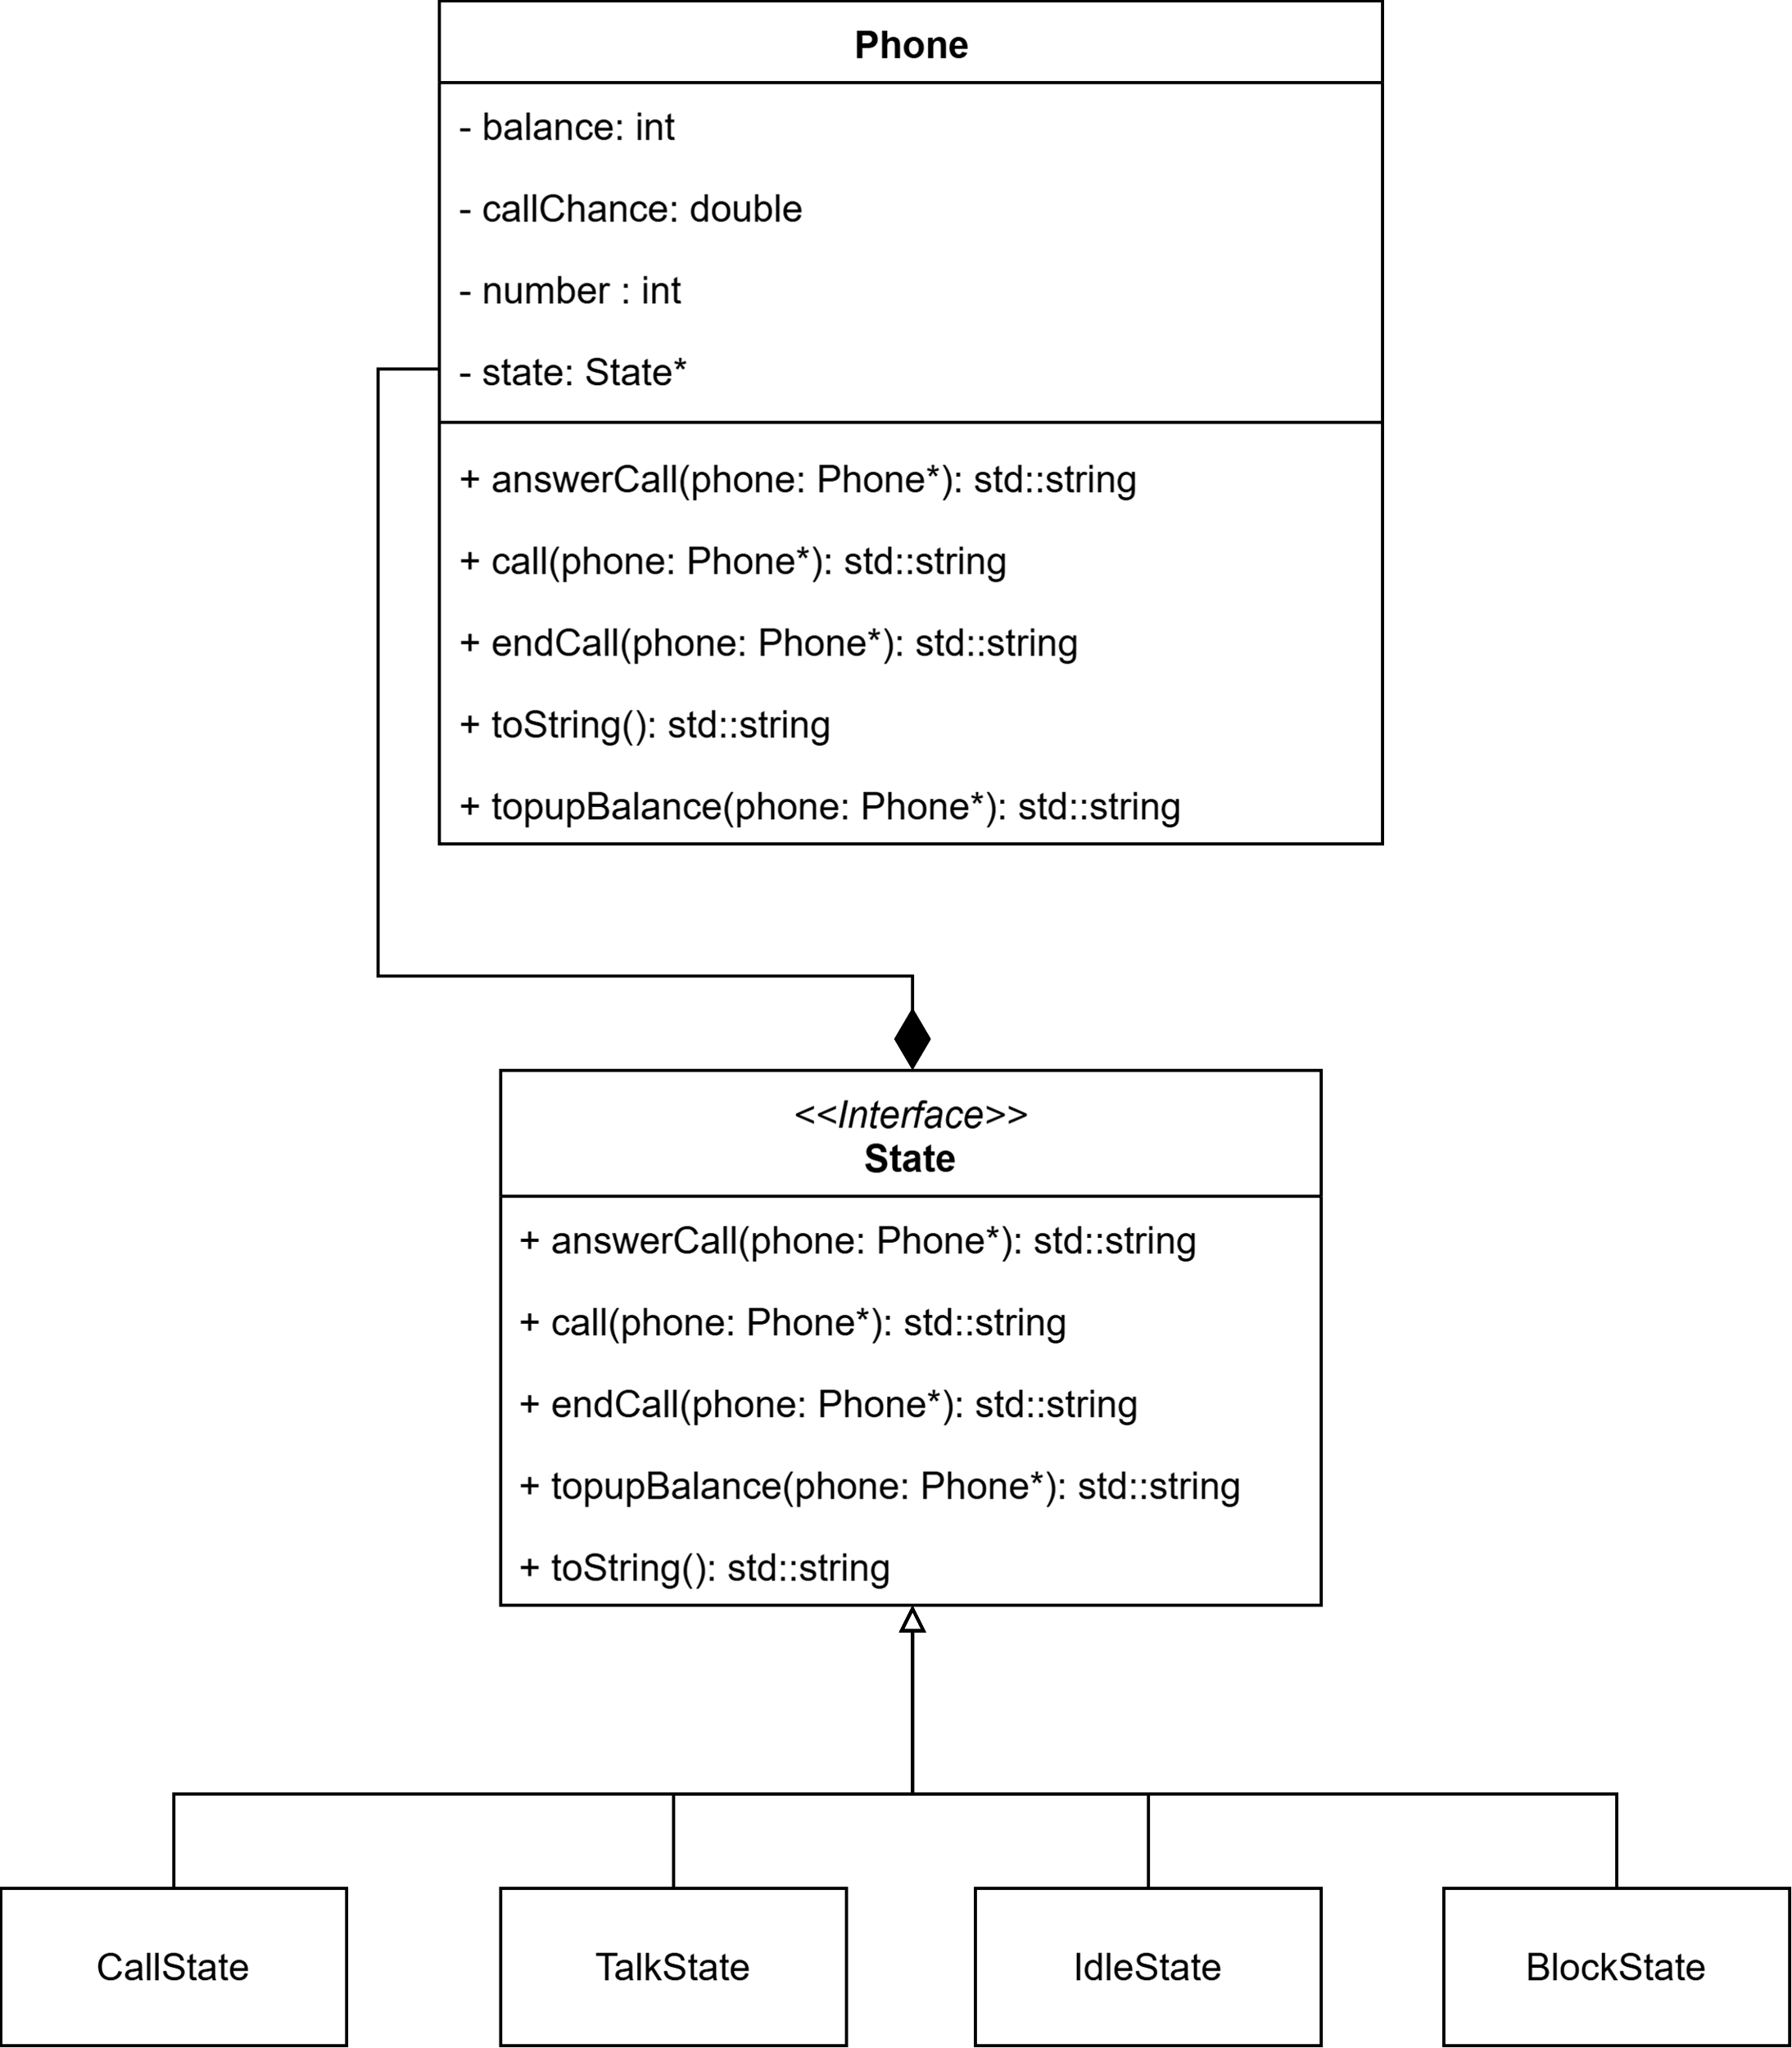 Phone
- balance: int
- callChance: double
- number : int
- state: State*
+ answerCall(phone: Phone*): std::string
+ call(phone: Phone*): std::string
+ endCall(phone: Phone*): std::string
+ toString(): std::string
+ topupBalance(phone: Phone*): std::string
<<Interface>>
State
+ answerCall(phone: Phone*): std::string
+ call(phone: Phone*): std::string
+ endCall(phone: Phone*): std::string
+ topupBalance(phone: Phone*): std::string
+ toString(): std::string
CallState
TalkState
IdleState
BlockState